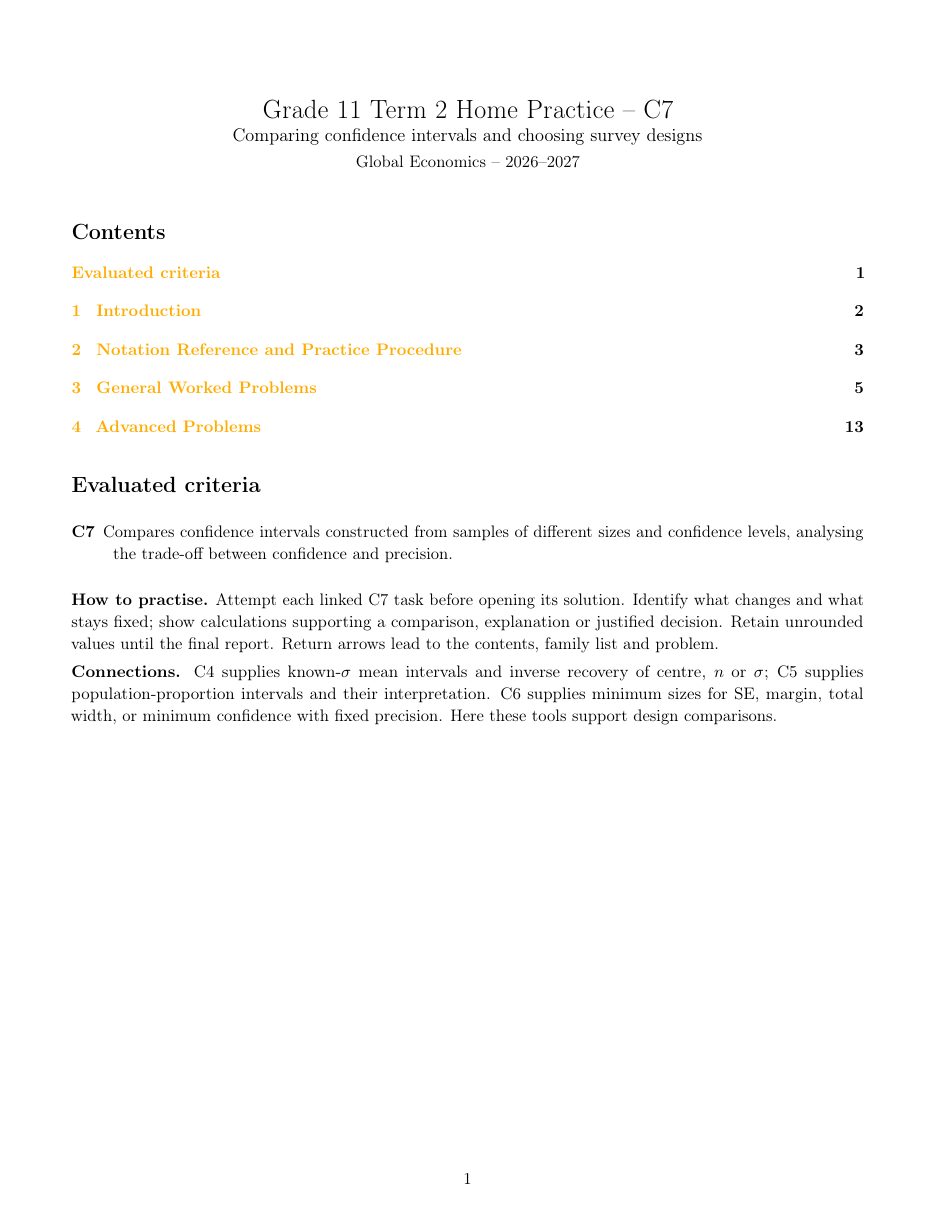 Grade 11 Term 2 Home Practice – C7
Comparing confidence intervals and choosing survey designs
Global Economics – 2026–2027
Contents
Evaluated criteria 1
1 Introduction 2
2 Notation Reference and Practice Procedure 3
3 General Worked Problems 5
4 Advanced Problems 13
Evaluated criteria
C7 Compares confidence intervals constructed from samples of different sizes and confidence levels, analysing
the trade-off between confidence and precision.
How to practise. Attempt each linked C7 task before opening its solution. Identify what changes and what
stays fixed; show calculations supporting a comparison, explanation or justified decision. Retain unrounded
values until the final report. Return arrows lead to the contents, family list and problem.
Connections. C4 supplies known-σ mean intervals and inverse recovery of centre, n or σ; C5 supplies
population-proportion intervals and their interpretation. C6 supplies minimum sizes for SE, margin, total
width, or minimum confidence with fixed precision. Here these tools support design comparisons.
1